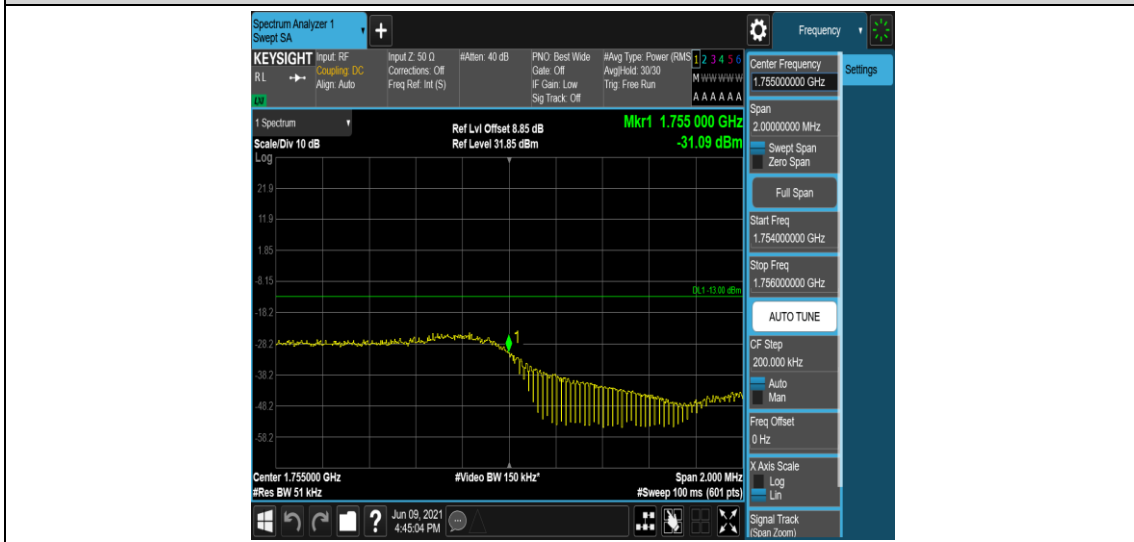 Spectrum Analyzer 1
Swept SA
+
Frequency
KEYSIGHT
RL
Input: RF
Coupling: DC
Align: Auto
Input Z: 50 Ω
Corrections: Off
Freq Ref: Int (S)
#Atten: 40 dB
PNO: Best Wide
Gate: Off
IF Gain: Low
Sig Track: Off
#Avg Type: Power (RMS
Avg|Hold: 30/30
Trig: Free Run
1 2 3 4 5 6
M W W W W W
A A A A A A
1 Spectrum
Scale/Div 10 dB
Ref Lvl Offset 8.85 dB
Ref Level 31.85 dBm
Mkr1 1.755 000 GHz
-31.09 dBm
Log
21.9
11.9
1.85
-8.15
DL1 -13.00 dBm
-18.2
-28.2
1
-38.2
-48.2
-58.2
Center 1.755000 GHz
#Video BW 150 kHz*
Span 2.000 MHz
#Res BW 51 kHz
#Sweep 100 ms (601 pts)
Jun 09, 2021
4:45:04 PM
Center Frequency
1.755000000 GHz
Settings
Span
2.00000000 MHz
Swept Span
Zero Span
Full Span
Start Freq
1.754000000 GHz
Stop Freq
1.756000000 GHz
AUTO TUNE
CF Step
200.000 kHz
Auto
Man
Freq Offset
0 Hz
X Axis Scale
Log
Lin
Signal Track
(Span Zoom)